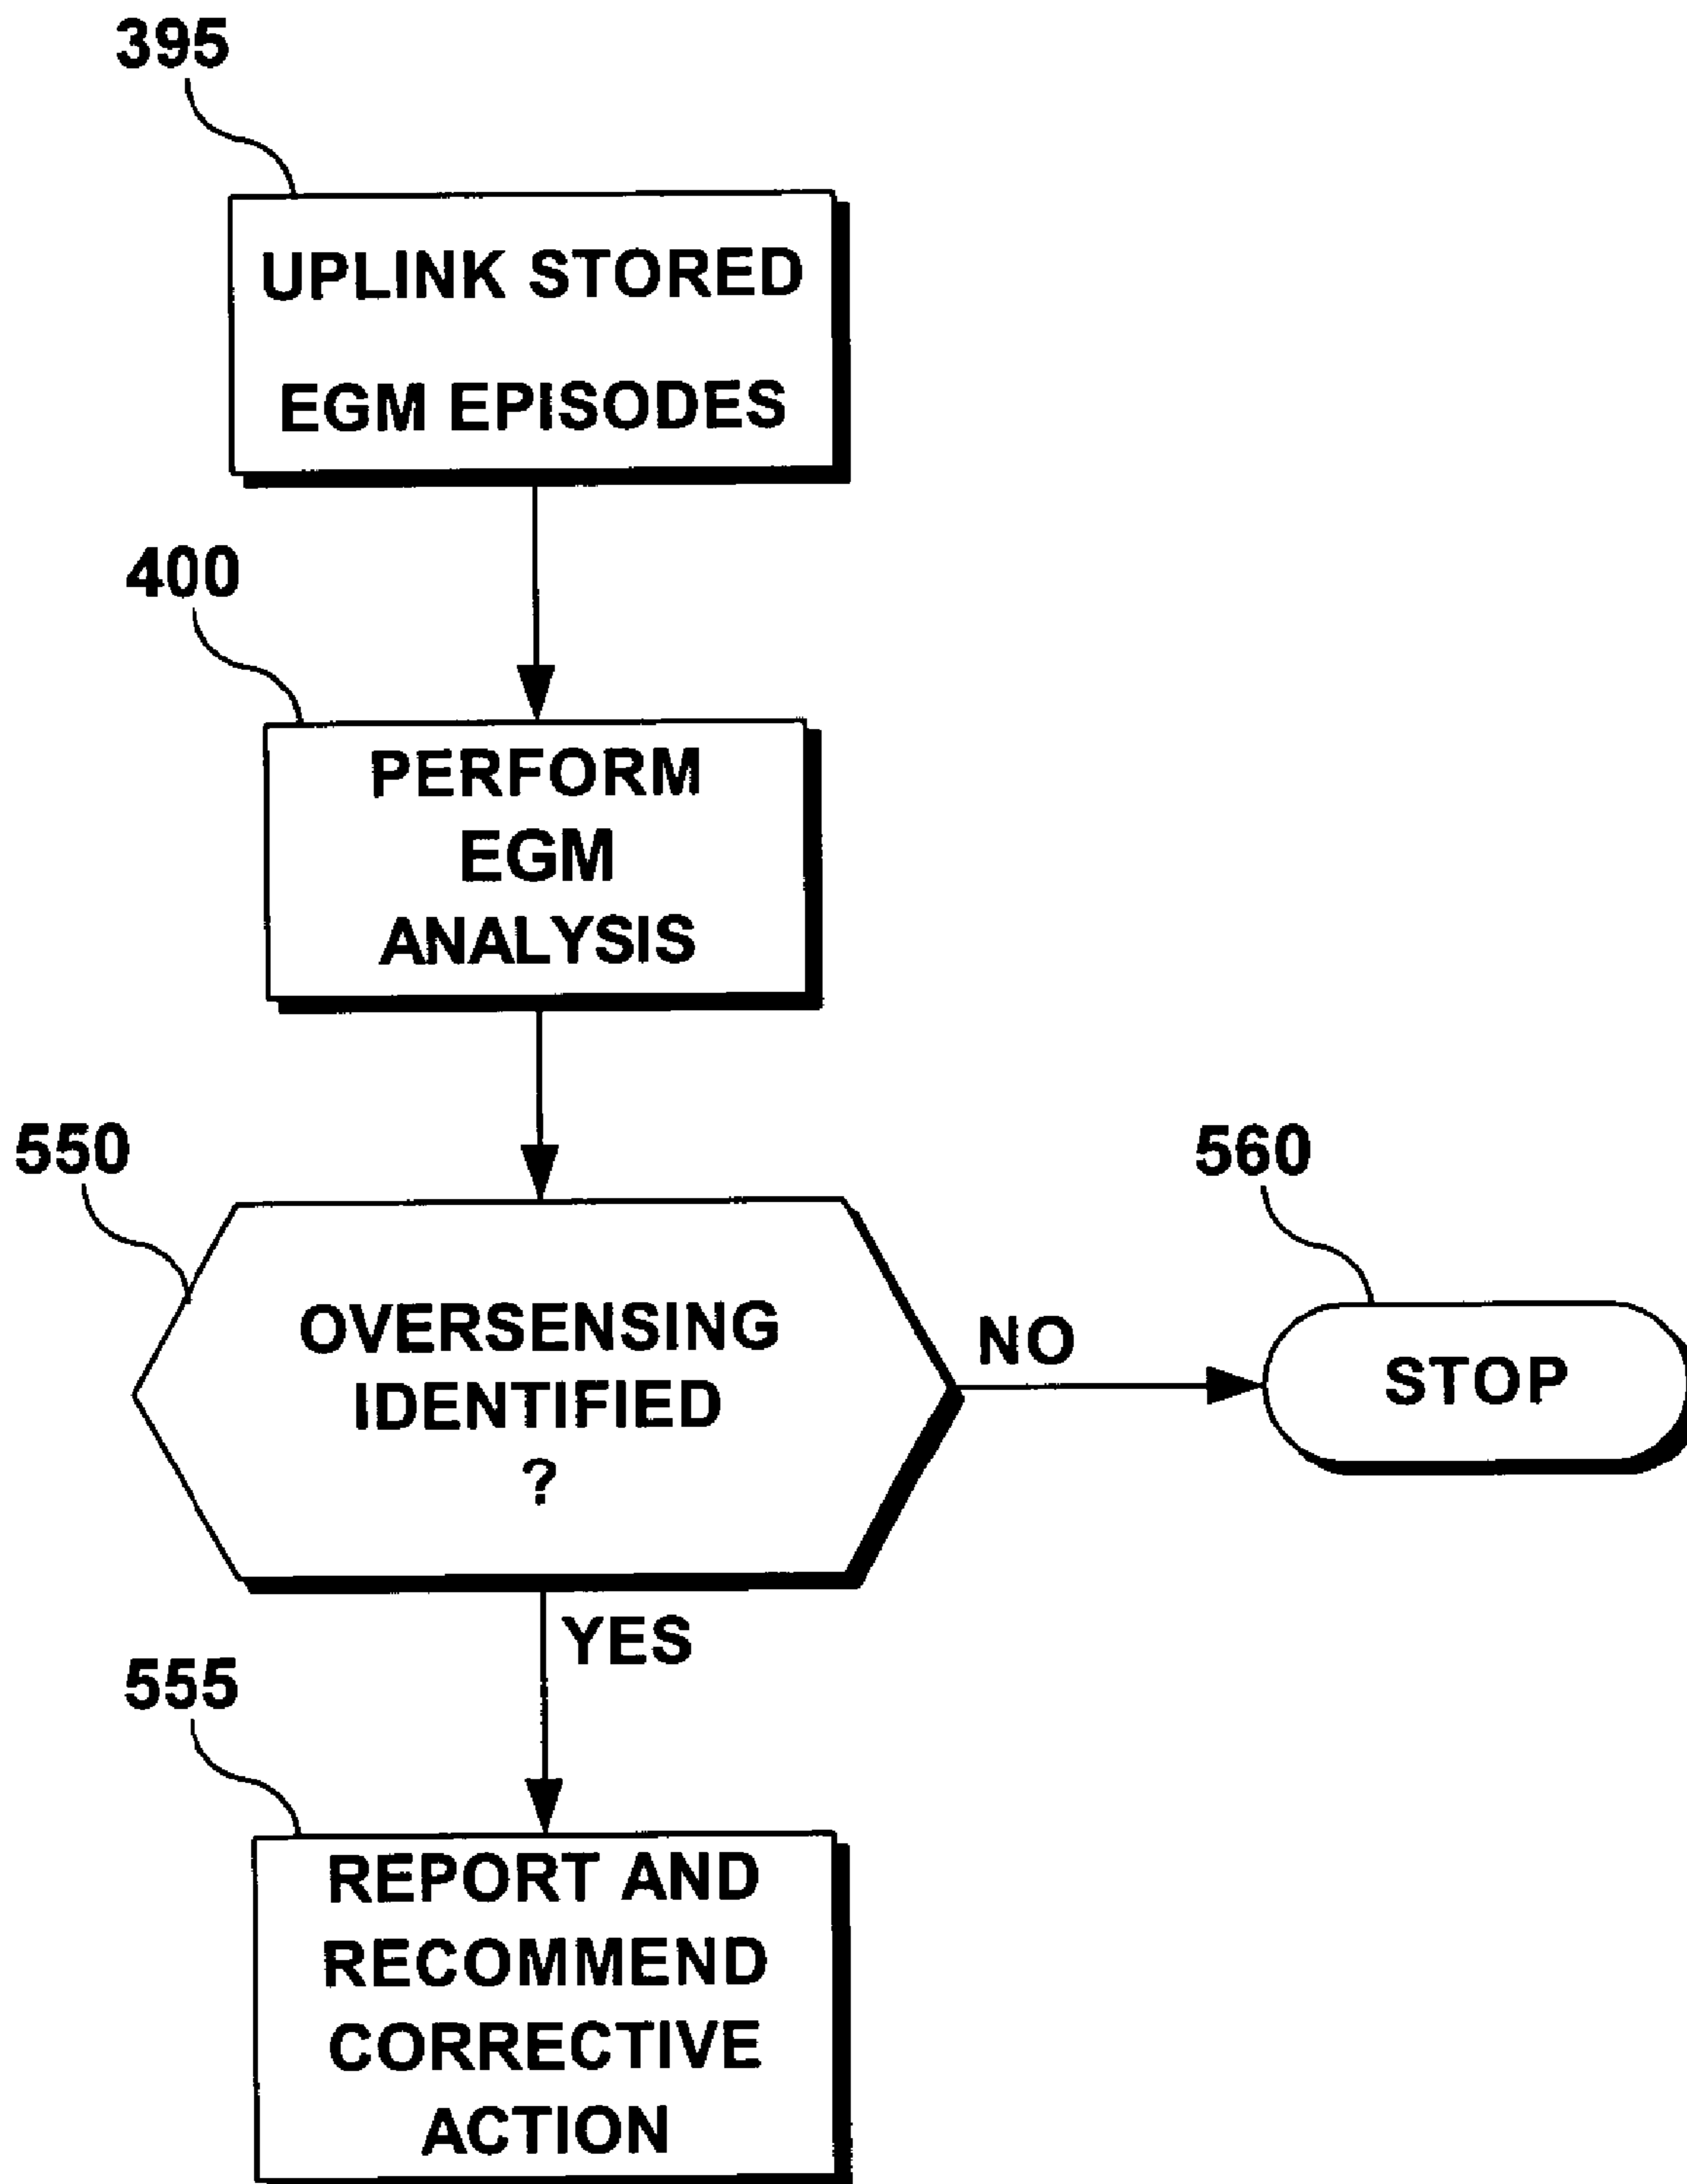 395
UPLINK STORED
EGM EPISODES
400
PERFORM
EGM
ANALYSIS
550
OVERSENSING
IDENTIFIED
?
NO
560
STOP
YES
555
REPORT AND
RECOMMEND
CORRECTIVE
ACTION